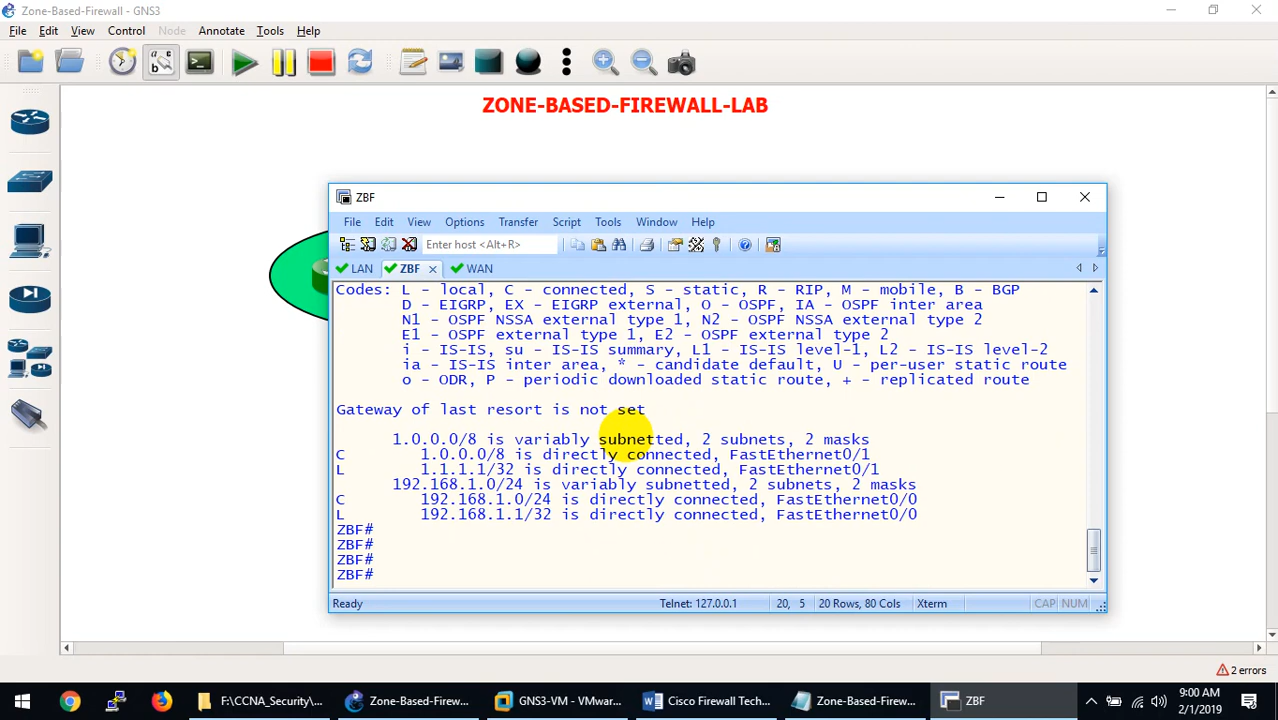 Zone-Based-Firewall - GNS3
File Edit View Control Node Annotate Tools Help
ZONE-BASED-FIREWALL-LAB
ZBF
File Edit View Options Transfer Script Tools Window Help
Enter host <Alt+R>
LAN ZBF WAN
Codes: L - local, C - connected, S - static, R - RIP, M - mobile, B - BGP
D - EIGRP, EX - EIGRP external, O - OSPF, IA - OSPF inter area
N1 - OSPF NSSA external type 1, N2 - OSPF NSSA external type 2
E1 - OSPF external type 1, E2 - OSPF external type 2
i - IS-IS, su - IS-IS summary, L1 - IS-IS level-1, L2 - IS-IS level-2
ia - IS-IS inter area, * - candidate default, U - per-user static route
o - ODR, P - periodic downloaded static route, + - replicated route
Gateway of last resort is not set
1.0.0.0/8 is variably subnetted, 2 subnets, 2 masks
C 1.0.0.0/8 is directly connected, FastEthernet0/1
L 1.1.1.1/32 is directly connected, FastEthernet0/1
192.168.1.0/24 is variably subnetted, 2 subnets, 2 masks
C 192.168.1.0/24 is directly connected, FastEthernet0/0
L 192.168.1.1/32 is directly connected, FastEthernet0/0
ZBF#
ZBF#
ZBF#
ZBF#
Ready Telnet: 127.0.0.1 20, 5 20 Rows, 80 Cols Xterm CAP NUM
2 errors
F:\CCNA_Security\... Zone-Based-Firew... GNS3-VM - VMwar... Cisco Firewall Tech... Zone-Based-Firew... ZBF
9:00 AM
2/1/2019